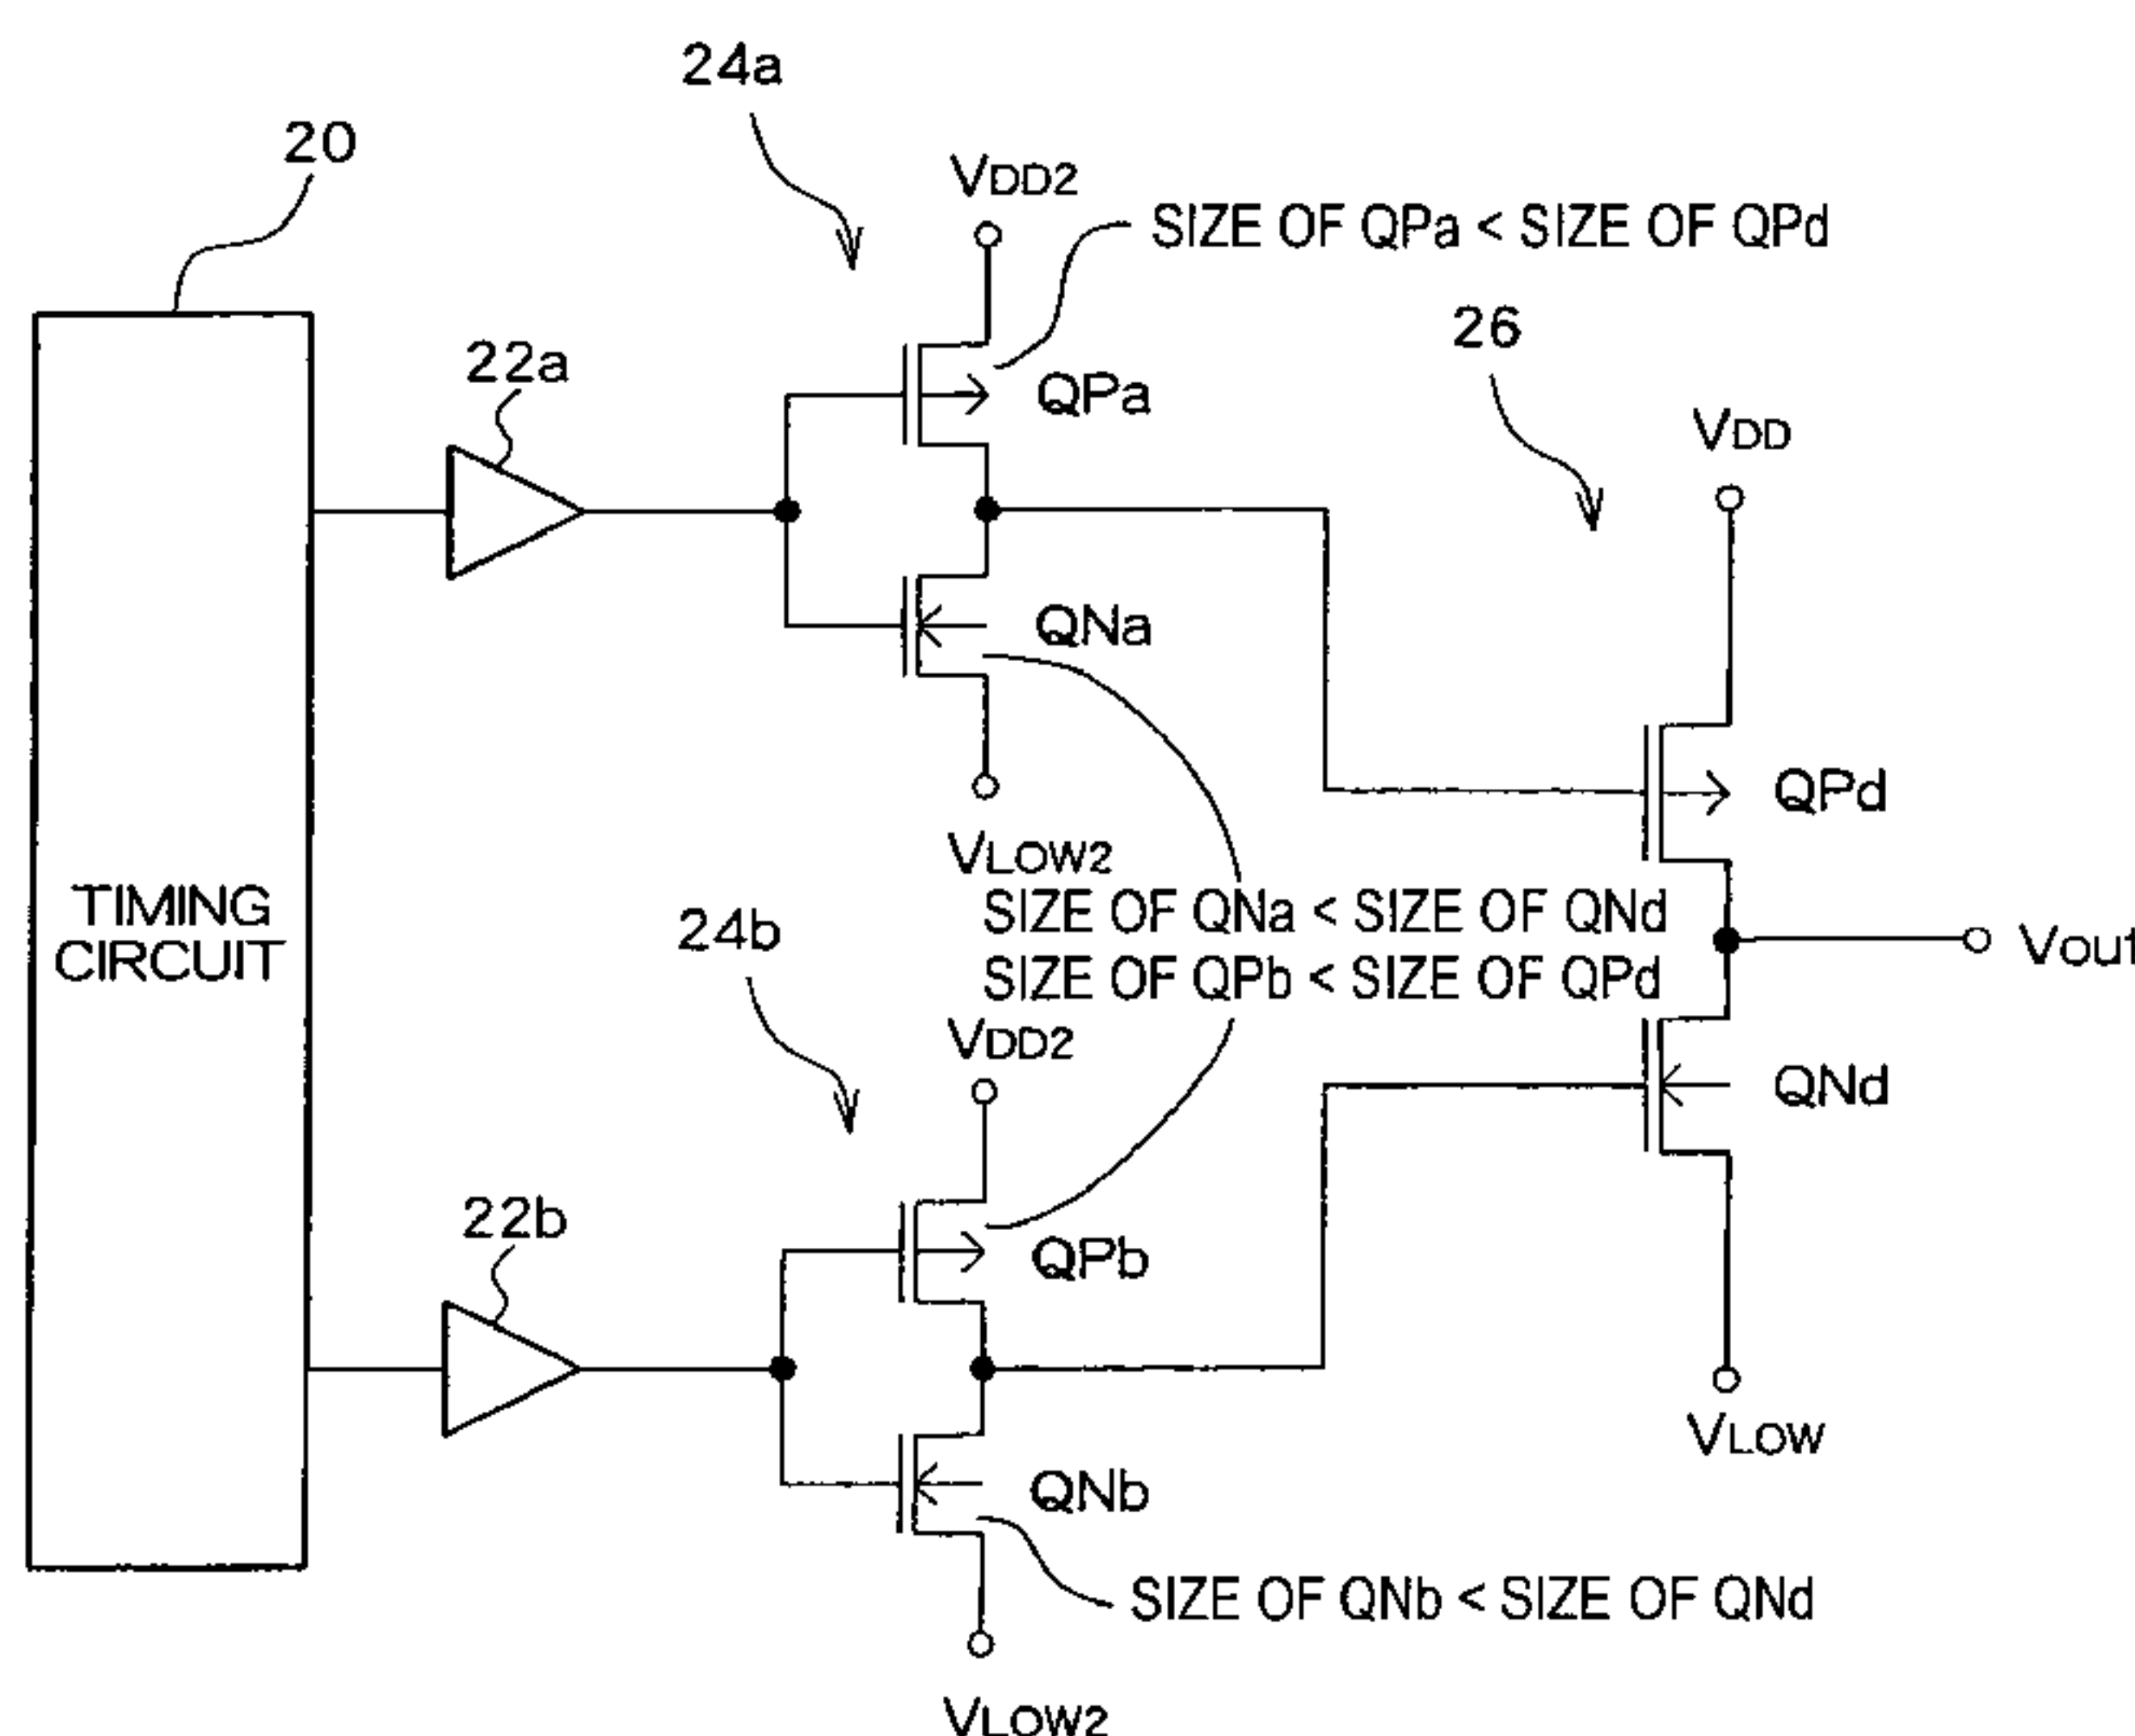 24a
20
VDD2
SIZE OF QPa < SIZE OF QPd
26
22a
QPa
VDD
QNa
QPd
VLOW2
TIMING
CIRCUIT
24b
SIZE OF QNa < SIZE OF QNd
SIZE OF QPb < SIZE OF QPd
Vout
VDD2
QNd
22b
QPb
VLOW
QNb
SIZE OF QNb < SIZE OF QNd
VLOW2